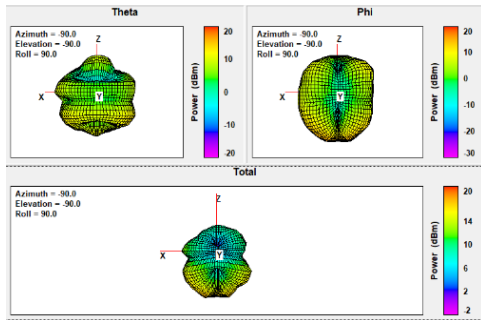 Theta
Azimuth = -90.0
Elevation = -90.0
Roll = 90.0
Z
X
Y
20
10
0
-10
-20
Power (dBm)
Phi
Azimuth = -90.0
Elevation = -90.0
Roll = 90.0
Z
X
Y
20
10
0
-10
-20
-30
Power (dBm)
Total
Azimuth = -90.0
Elevation = -90.0
Roll = 90.0
Z
X
Y
20
14
10
6
2
-2
Power (dBm)